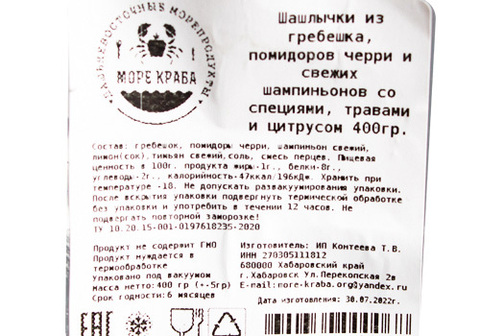 ДАЛЬНЕВОСТОЧНЫЕ МОРЕПРОДУКТЫ
МОРЕ КРАБА
Шашлычки из
гребешка,
помидоров черри и
свежих
шампиньонов со
специями, травами
и цитрусом 400гр.
Состав: гребешок, помидоры черри, шампиньон свежий,
лимон(сок),тимьян свежий,соль, смесь перцев. Пищевая
ценность в 100г. продукта жиры-1г., белки-8г.,
углеводы-2г., калорийность-47ккал/196кДж. Хранить при
температуре -18. Не допускать развакуумирования упаковки.
После вскрытия упаковки подвергнуть термической обработке
без упаковки и употребить в течении 12 часов. Не
подвергать повторной заморозке!
ТУ 10.20.15-001-0197618235-2020
Продукт не содержит ГМО
Продукт нуждается в
термообработке
Упаковано под вакуумом
Масса нетто: 400 гр (+-5гр)
Срок годности:6 месяцев
Изготовитель: ИП Контеева Т.В.
ИНН 270305111812
680000 Хабаровский край
г.Хабаровск Ул.Перекопская 2в
E-mail:more-kraba.org@yandex.ru
Дата изготовления: 30.07.2022г.
EAC